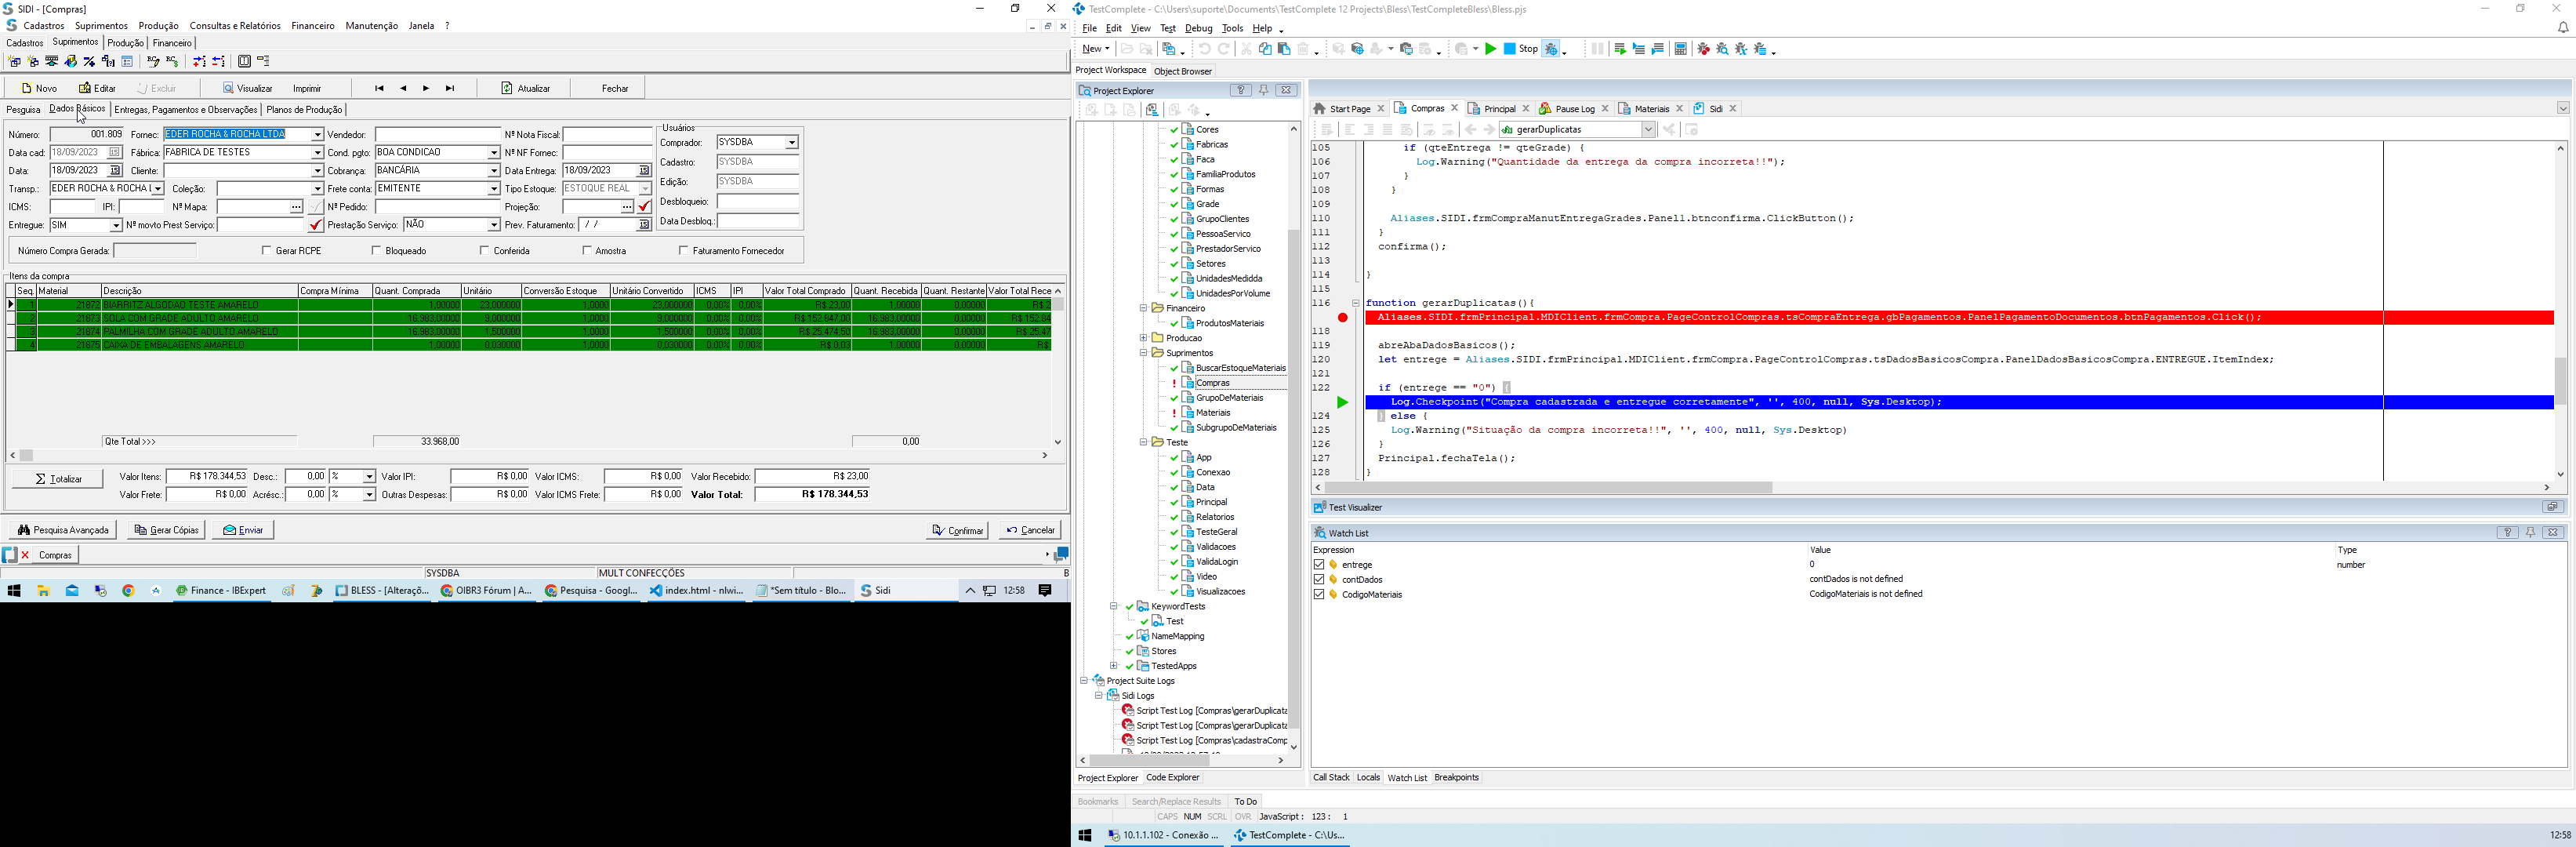 SIDI - [Compras]
Cadastros Suprimentos Produção Consultas e Relatórios Financeiro Manutenção Janela ?
Cadastros Suprimentos Produção Financeiro
Novo Editar Excluir Visualizar Imprimir Atualizar Fechar
Pesquisa Dados Básicos Entregas, Pagamentos e Observações Planos de Produção
Número: 001.809 Fornec: EDER ROCHA & ROCHA LTDA Vendedor: Nº Nota Fiscal:
Usuários
Comprador: SYSDBA
Data cad: 18/09/2023 Fábrica: FABRICA DE TESTES Cond. pgto: BOA CONDICAO Nº NF Fornec:
Cadastro: SYSDBA
Data: 18/09/2023 Cliente: Cobrança: BANCÁRIA Data Entrega: 18/09/2023
Edição: SYSDBA
Transp.: EDER ROCHA & ROCHA L Coleção: Frete conta: EMITENTE Tipo Estoque: ESTOQUE REAL
Desbloqueio:
ICMS: IPI: Nº Mapa: ... Nº Pedido: Projeção: ...
Data Desbloq.:
Entregue: SIM Nº movto Prest Serviço: Prestação Serviço: NÃO Prev. Faturamento: / /
Número Compra Gerada: Gerar RCPE Bloqueado Conferida Amostra Faturamento Fornecedor
Itens da compra
Seq. Material Descrição Compra Mínima Quant. Comprada Unitário Conversão Estoque Unitário Convertido ICMS IPI Valor Total Comprado Quant. Recebida Quant. Restante Valor Total Rece
1 21872 BIARRITZ ALGODAO TESTE AMARELO 1,00000 23,000000 1,0000 23,000000 0,00% 0,00% R$ 23,00 1,00000 0,00000 R$ 2
2 21873 SOLA COM GRADE ADULTO AMARELO 16.983,00000 9,000000 1,0000 9,000000 0,00% 0,00% R$ 152.847,00 16.983,00000 0,00000 R$ 152.84
3 21874 PALMILHA COM GRADE ADULTO AMARELO 16.983,00000 1,500000 1,0000 1,500000 0,00% 0,00% R$ 25.474,50 16.983,00000 0,00000 R$ 25.47
4 21875 CAIXA DE EMBALAGENS AMARELO 1,00000 0,030000 1,0000 0,030000 0,00% 0,00% R$ 0,03 1,00000 0,00000 R$
Qte Total >>> 33.968,00 0,00
Totalizar Valor Itens: R$ 178.344,53 Desc.: 0,00 % Valor IPI: R$ 0,00 Valor ICMS: R$ 0,00 Valor Recebido: R$ 23,00
Valor Frete: R$ 0,00 Acrésc.: 0,00 % Outras Despesas: R$ 0,00 Valor ICMS Frete: R$ 0,00 Valor Total: R$ 178.344,53
Pesquisa Avançada Gerar Cópias Enviar Confirmar Cancelar
Compras
SYSDBA MULT CONFECÇÕES B
Finance - IBExpert BLESS - [Alteraçõ... OIBR3 Fórum | A... Pesquisa - Googl... index.html - nlwi... *Sem título - Blo... Sidi 12:58
TestComplete - C:\Users\suporte\Documents\TestComplete 12 Projects\Bless\TestCompleteBless\Bless.pjs
File Edit View Test Debug Tools Help
New Stop
Project Workspace Object Browser
Project Explorer
Cores
Fabricas
Faca
FamiliaProdutos
Formas
Grade
GrupoClientes
PessoaServico
PrestadorServico
Setores
UnidadesMedidda
UnidadesPorVolume
Financeiro
ProdutosMateriais
Producao
Suprimentos
BuscarEstoqueMateriais
Compras
GrupoDeMateriais
Materiais
SubgrupoDeMateriais
Teste
App
Conexao
Data
Principal
Relatorios
TesteGeral
Validacoes
ValidaLogin
Video
Visualizacoes
KeywordTests
Test
NameMapping
Stores
TestedApps
Project Suite Logs
Sidi Logs
Script Test Log [Compras\gerarDuplicata
Script Test Log [Compras\gerarDuplicata
Script Test Log [Compras\cadastraComp
Project Explorer Code Explorer
Start Page Compras Principal Pause Log Materiais Sidi
gerarDuplicatas
105 if (qteEntrega != qteGrade) {
106 Log.Warning("Quantidade da entrega da compra incorreta!!");
107 }
108 }
109
110 Aliases.SIDI.frmCompraManutEntregaGrades.Panel1.btnconfirma.ClickButton();
111 }
112 confirma();
113
114 }
115
116 function gerarDuplicatas(){
Aliases.SIDI.frmPrincipal.MDIClient.frmCompra.PageControlCompras.tsCompraEntrega.gbPagamentos.PanelPagamentoDocumentos.btnPagamentos.Click();
118
119 abreAbaDadosBasicos();
120 let entrege = Aliases.SIDI.frmPrincipal.MDIClient.frmCompra.PageControlCompras.tsDadosBasicosCompra.PanelDadosBasicosCompra.ENTREGUE.ItemIndex;
121
122 if (entrege == "0") {
Log.Checkpoint("Compra cadastrada e entregue corretamente", '', 400, null, Sys.Desktop);
124 } else {
125 Log.Warning("Situação da compra incorreta!!", '', 400, null, Sys.Desktop)
126 }
127 Principal.fechaTela();
128 }
Test Visualizer
Watch List
Expression Value Type
entrege 0 number
contDados contDados is not defined
CodigoMateriais CodigoMateriais is not defined
Call Stack Locals Watch List Breakpoints
Bookmarks Search/Replace Results To Do
CAPS NUM SCRL OVR JavaScript : 123 : 1
10.1.1.102 - Conexão ... TestComplete - C:\Us... 12:58